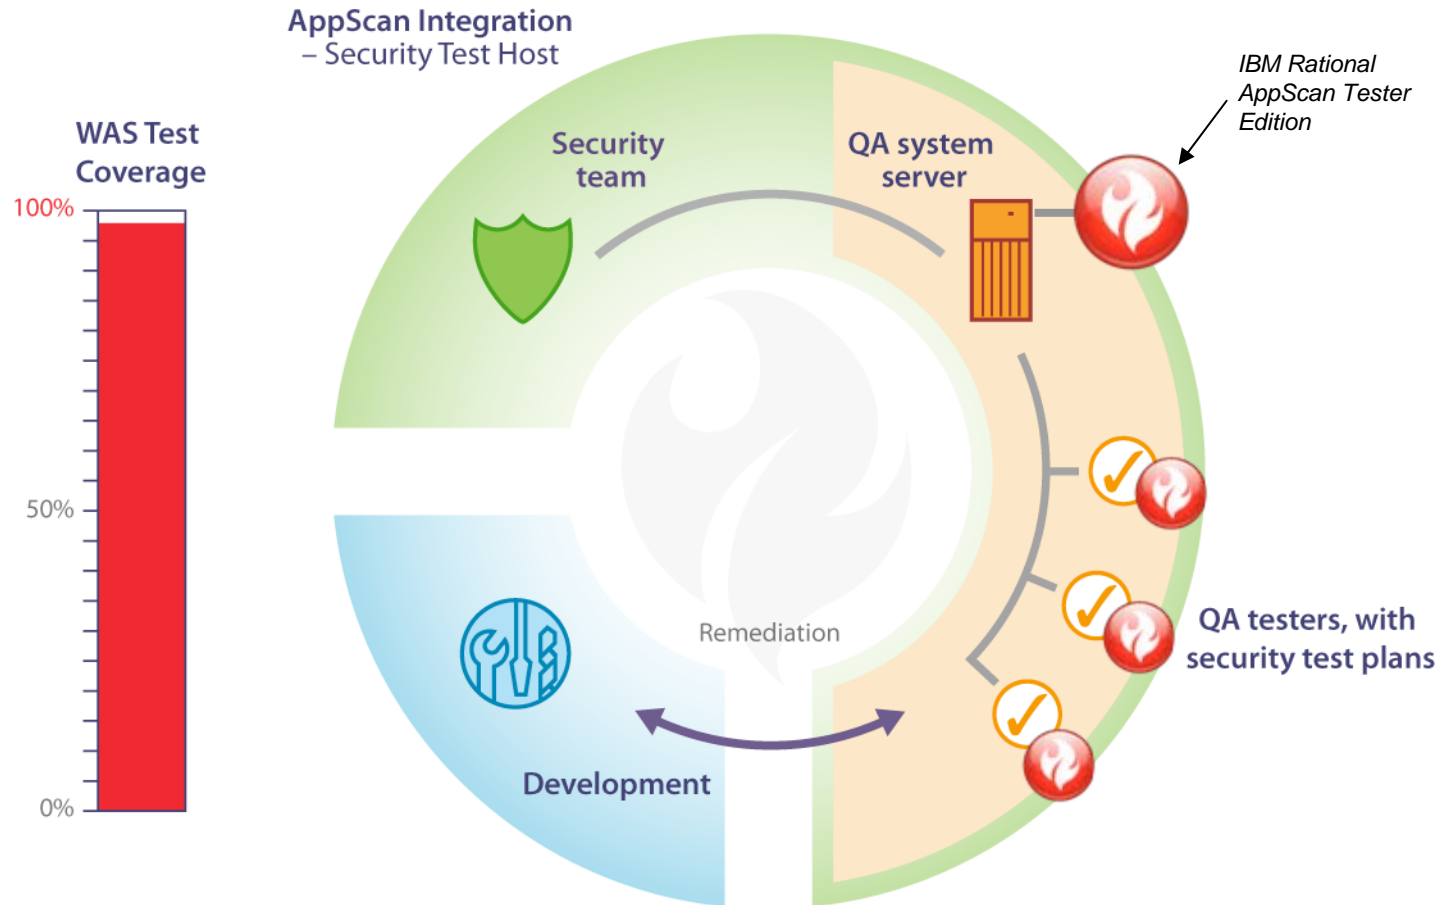 AppScan Integration
– Security Test Host
IBM Rational
AppScan Tester
Edition
WAS Test
Coverage
100%
50%
0%
Security
team
QA system
server
Remediation
QA testers, with
security test plans
Development